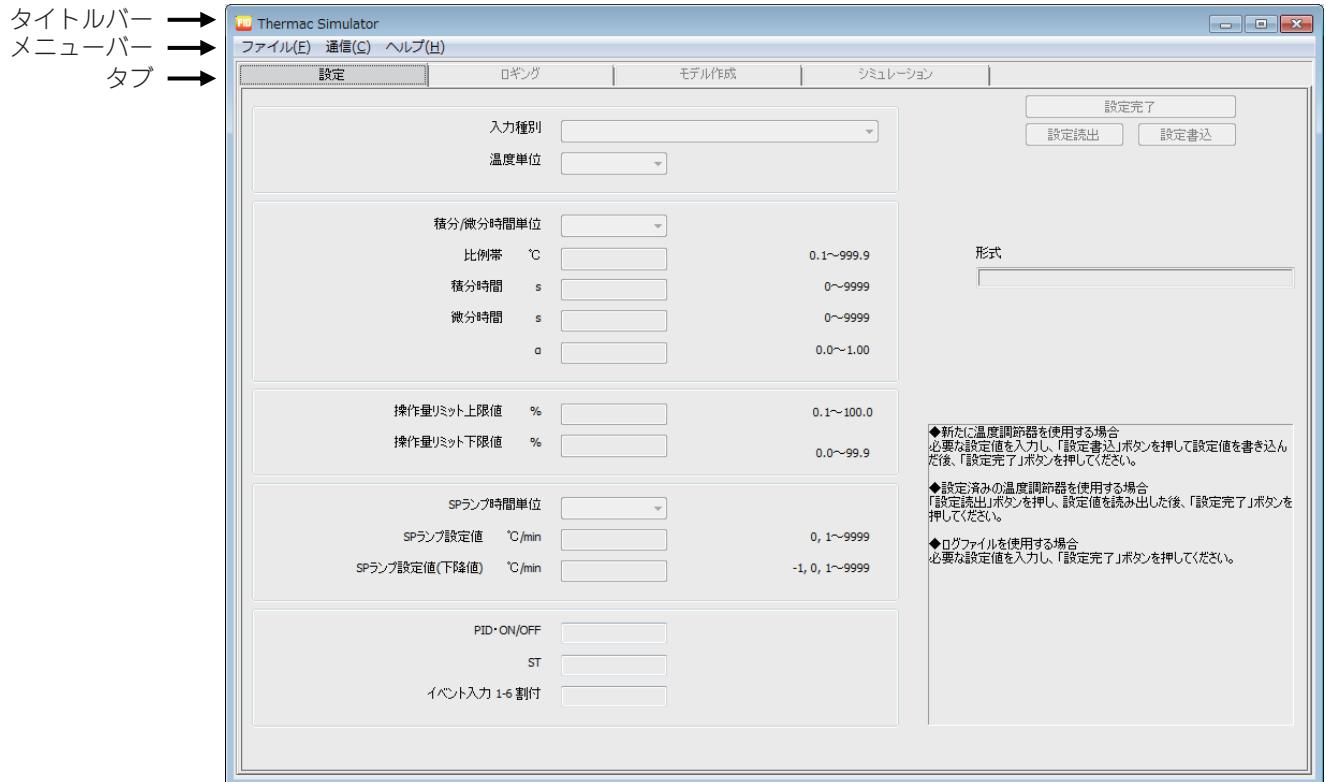 タイトルバー
メニューバー
タブ
Thermac Simulator
ファイル(F) 通信(C) ヘルプ(H)
設定 ロギング モデル作成 シミュレーション
設定完了
設定読出 設定書込
入力種別
温度単位
積分/微分時間単位
比例帯 ℃ 0.1～999.9
積分時間 s 0～9999
微分時間 s 0～9999
α 0.0～1.00
形式
操作量リミット上限値 % 0.1～100.0
操作量リミット下限値 % 0.0～99.9
SPランプ時間単位
SPランプ設定値 ℃/min 0, 1～9999
SPランプ設定値(下降値) ℃/min -1, 0, 1～9999
PID・ON/OFF
ST
イベント入力 1-6 割付
◆新たに温度調節器を使用する場合
必要な設定値を入力し、「設定書込」ボタンを押して設定値を書き込ん
だ後、「設定完了」ボタンを押してください。
◆設定済みの温度調節器を使用する場合
「設定読出」ボタンを押し、設定値を読み出した後、「設定完了」ボタンを
押してください。
◆ログファイルを使用する場合
必要な設定値を入力し、「設定完了」ボタンを押してください。